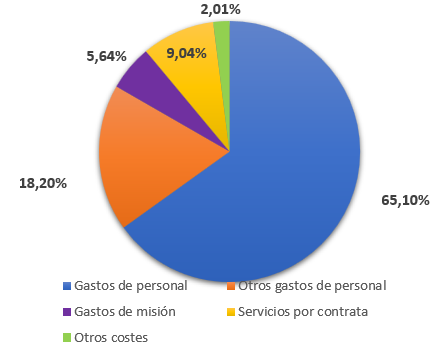 2,01%
5,64%
9,04%
18,20%
65,10%
Gastos de personal
Otros gastos de personal
Gastos de misión
Servicios por contrata
Otros costes